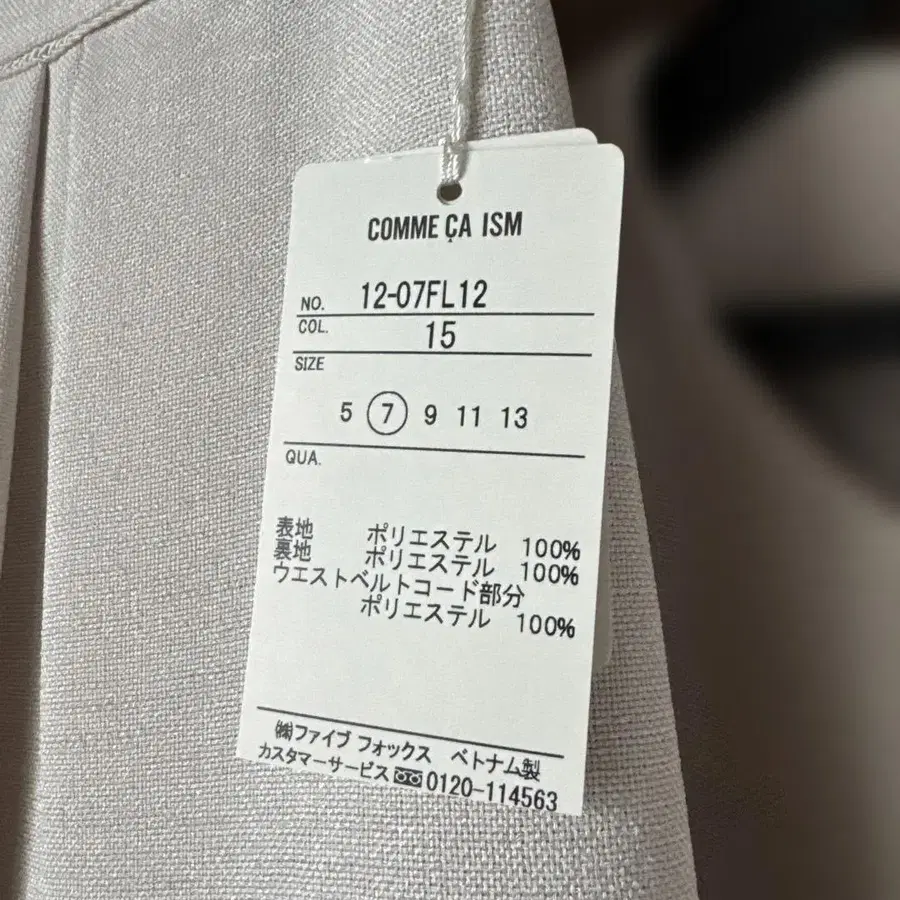 COMME ÇA ISM
NO. 12-07FL12
COL. 15
SIZE
5 7 9 11 13
QUA.
表地 ポリエステル 100%
裏地 ポリエステル 100%
ウエストベルトコード部分
ポリエステル 100%
㈱ファイブ フォックス ベトナム製
カスタマーサービス 0120-114563